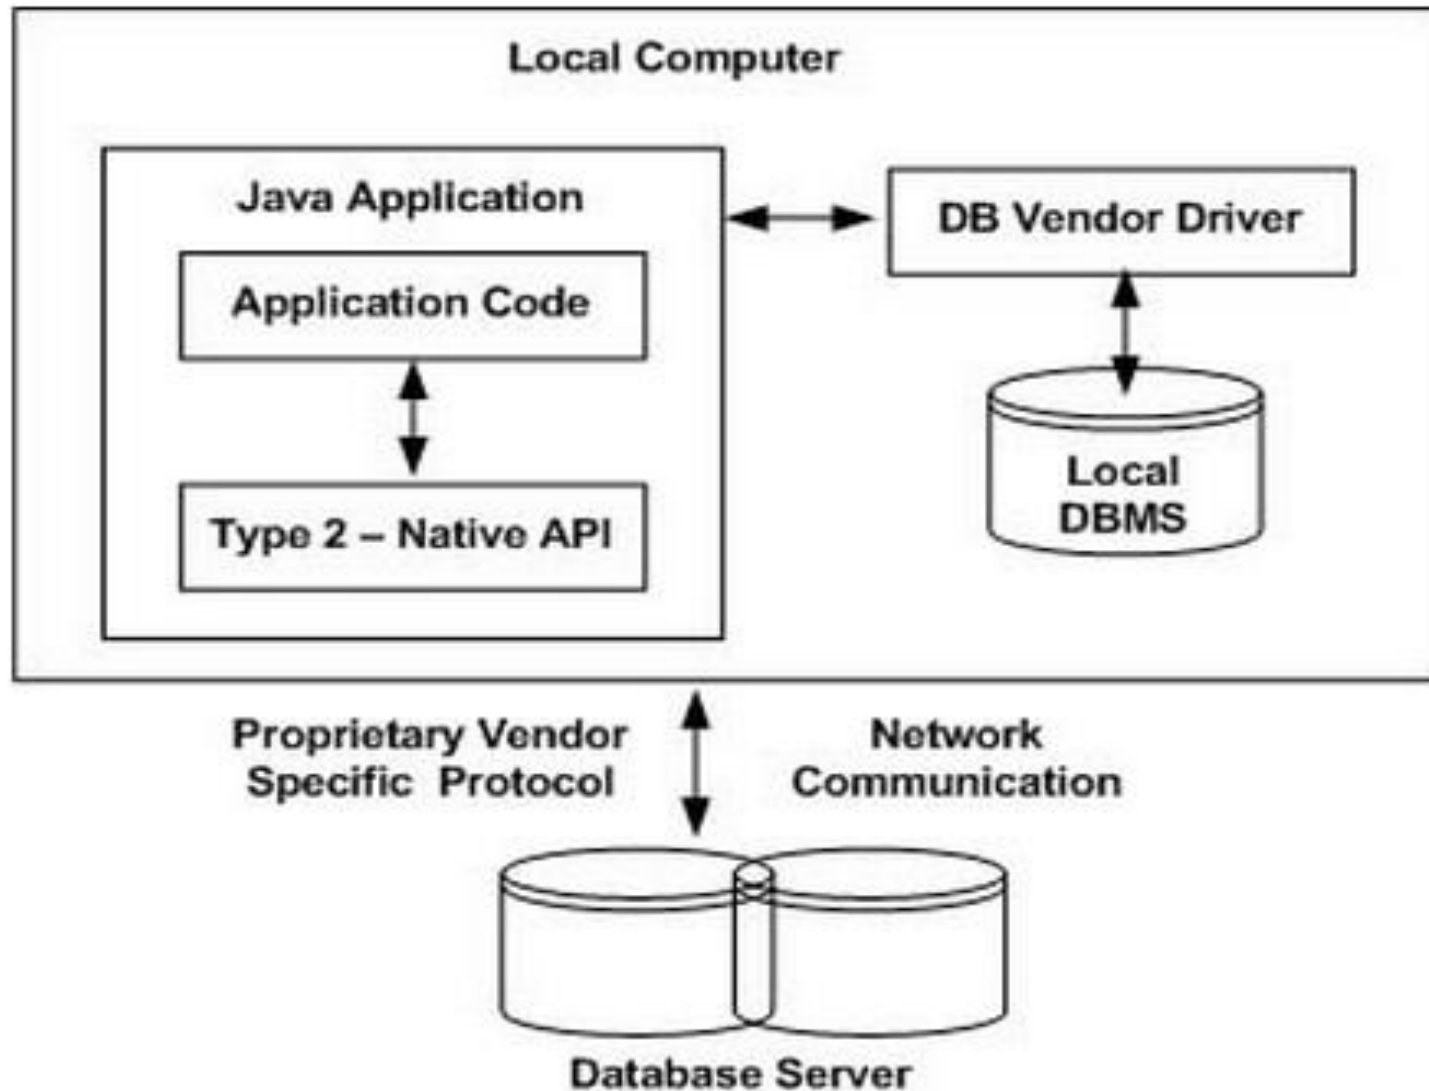 Local Computer
Java Application
Application Code
Type 2 – Native API
DB Vendor Driver
Local
DBMS
Proprietary Vendor
Specific Protocol
Network
Communication
Database Server